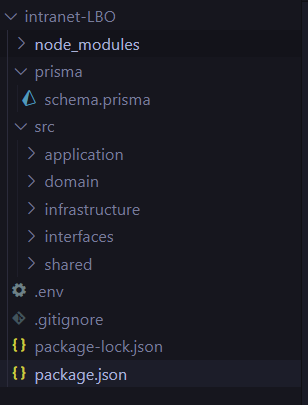 intranet-LBO
node_modules
prisma
schema.prisma
src
application
domain
infrastructure
interfaces
shared
.env
.gitignore
{} package-lock.json
{} package.json